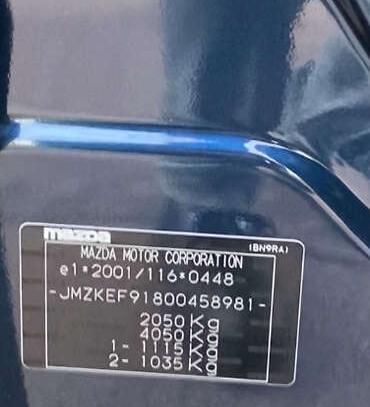 mazda
(BN9RA)
MAZDA MOTOR CORPORATION
e1*2001/116*0448
-JMZKEF91800458981-
2050 Kg
4050 Kg
1- 1115 Kg
2- 1035 Kg